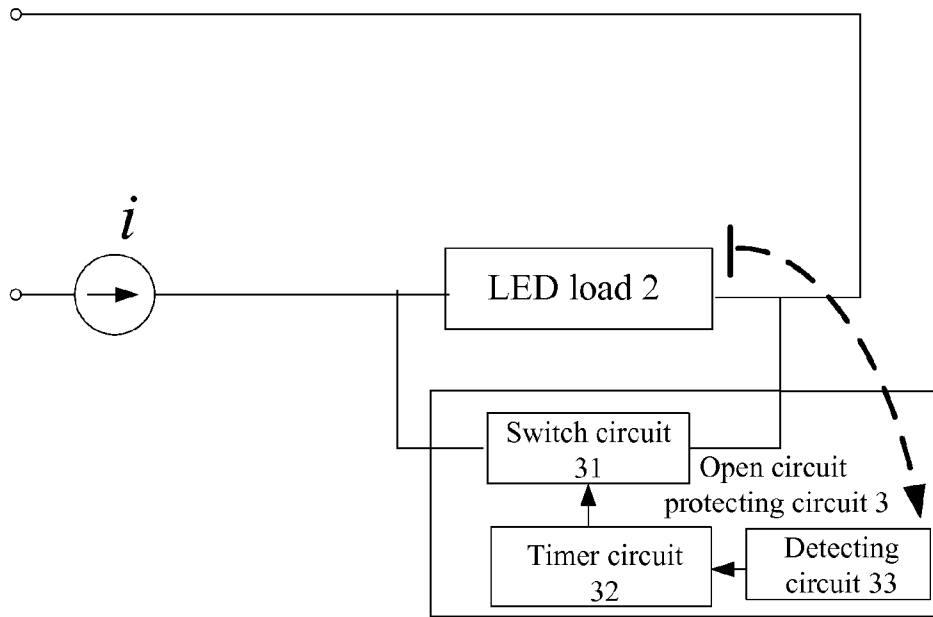 i
LED load 2
Switch circuit
31
Open circuit
protecting circuit 3
Timer circuit
32
Detecting
circuit 33